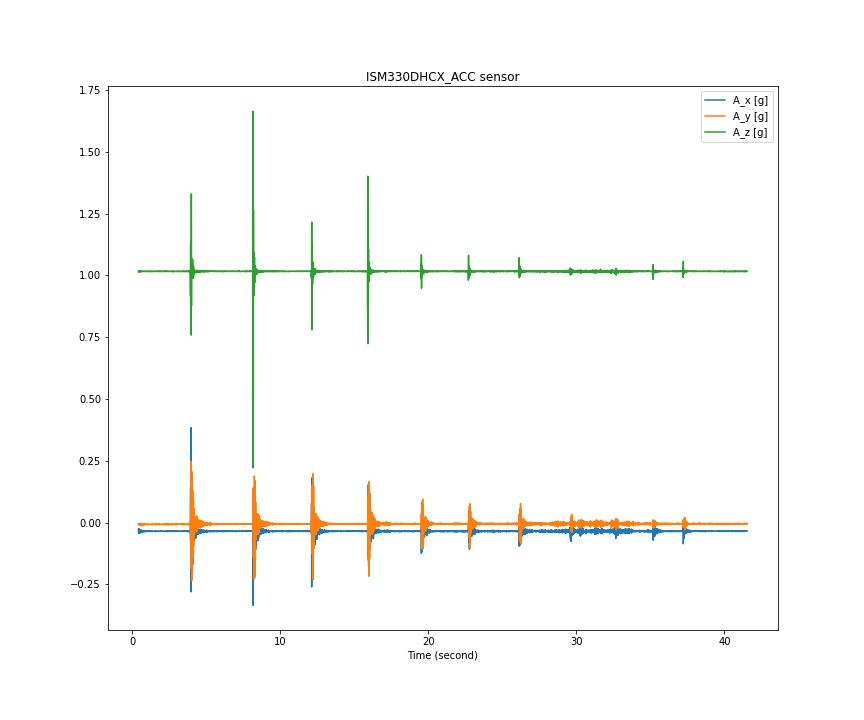 ISM330DHCX_ACC sensor
A_x [g]
A_y [g]
A_z [g]
1.75
1.50
1.25
1.00
0.75
0.50
0.25
0.00
−0.25
0 10 20 30 40
Time (second)